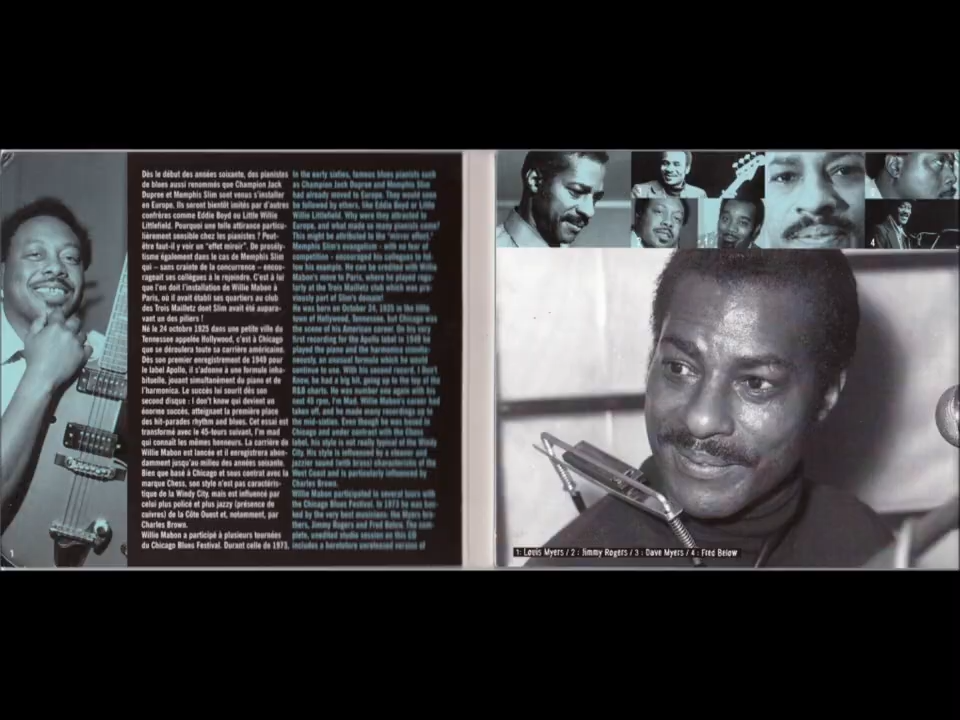 Dès le début des années soixante, des pianistes
de blues aussi renommés que Champion Jack
Dupree et Memphis Slim sont venus s'installer
en Europe. Ils seront bientôt imités par d'autres
confrères comme Eddie Boyd ou Little Willie
Littlefield. Pourquoi une telle attirance particu-
lièrement sensible chez les pianistes ? Peut-
être faut-il y voir un "effet miroir". De prosély-
tisme également dans le cas de Memphis Slim
qui – sans crainte de la concurrence – encou-
rageait ses collègues à le rejoindre. C'est à lui
que l'on doit l'installation de Willie Mabon à
Paris, où il avait établi ses quartiers au club
des Trois Mailletz dont Slim avait été aupara-
vant un des piliers !
Né le 24 octobre 1925 dans une petite ville du
Tennessee appelée Hollywood, c'est à Chicago
que se déroulera toute sa carrière américaine.
Dès son premier enregistrement de 1949 pour
le label Apollo, il s'adonne à une formule inha-
bituelle, jouant simultanément du piano et de
l'harmonica. Le succès lui sourit dès son
second disque : I don't know qui devient un
énorme succès, atteignant la première place
des hit-parades rhythm and blues. Cet essai est
transformé avec le 45-tours suivant, I'm mad
qui connaît les mêmes honneurs. La carrière de
Willie Mabon est lancée et il enregistrera abon-
damment jusqu'au milieu des années soixante.
Bien que basé à Chicago et sous contrat avec la
marque Chess, son style n'est pas caractéris-
tique de la Windy City, mais est influencé par
celui plus policé et plus jazzy (présence de
cuivres) de la Côte Ouest et, notamment, par
Charles Brown.
Willie Mabon a participé à plusieurs tournées
du Chicago Blues Festival. Durant celle de 1973,
In the early sixties, famous blues pianists such
as Champion Jack Dupree and Memphis Slim
had already moved to Europe. They would soon
be followed by others, like Eddie Boyd or Little
Willie Littlefield. Why were they attracted to
Europe, and what made so many pianists come?
This might be attributed to the "mirror effect."
Memphis Slim's evangelism - with no fear of
competition - encouraged his collegues to fol-
low his example. He can be credited with Willie
Mabon's move to Paris, where he played regu-
larly at the Trois Mailletz club which was pre-
viously part of Slim's domain!
He was born on October 24, 1925 in the little
town of Hollywood, Tennessee, but Chicago was
the scene of his American career. On his very
first recording for the Apollo label in 1949 he
played the piano and the harmonica simulta-
neously, an unusual formula which he would
continue to use. With his second record, I Don't
Know, he had a big hit, going up to the top of the
R&B charts. He was number one again with his
next 45 rpm, I'm Mad. Willie Mabon's career had
taken off, and he made many recordings up to
the mid-sixties. Even though he was based in
Chicago and under contract with the Chess
label, his style is not really typical of the Windy
City. His style is influenced by a cleaner and
jazzier sound (with brass) characteristic of the
West Coast and is particularly influenced by
Charles Brown.
Willie Mabon participated in several tours with
the Chicago Blues Festival. In 1973 he was bac-
ked by the very best musicians: the Myers bro-
thers, Jimmy Rogers and Fred Below. The com-
plete, unedited studio session on this CD
includes a heretofore unreleased version of
1
4
1: Louis Myers / 2 : Jimmy Rogers / 3 : Dave Myers / 4 : Fred Below